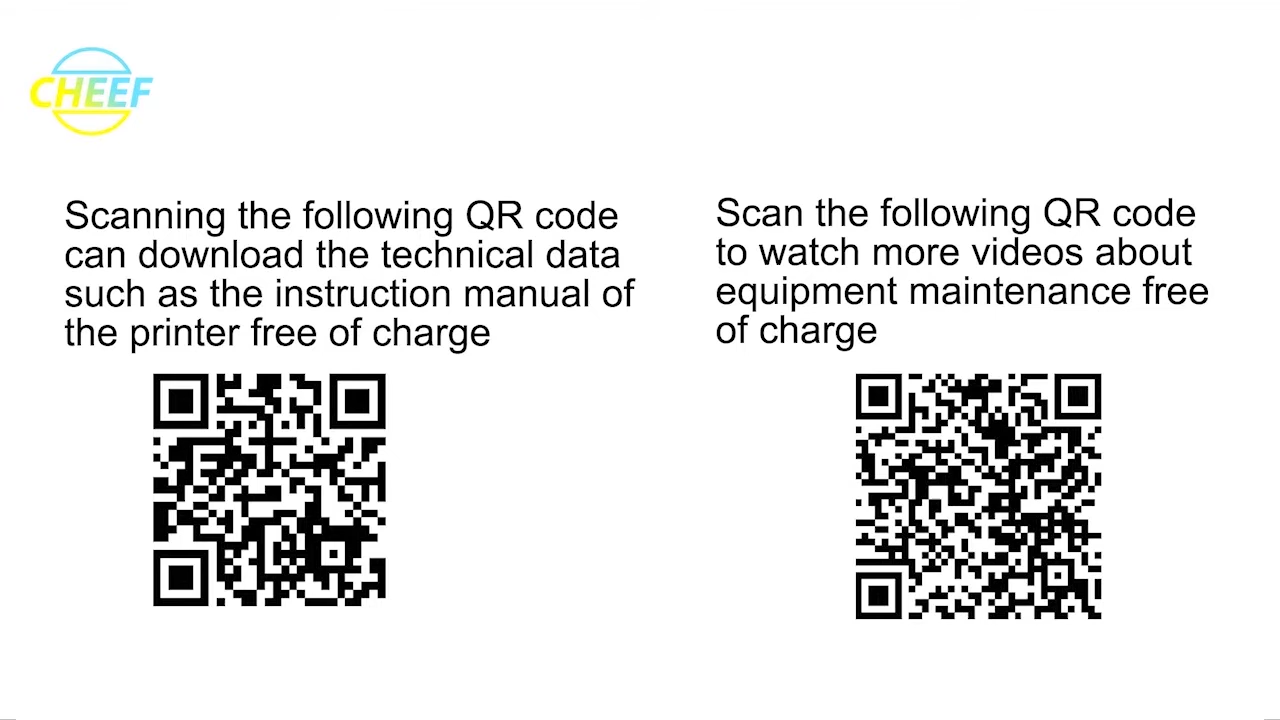 CHEEF
Scanning the following QR code
can download the technical data
such as the instruction manual of
the printer free of charge
Scan the following QR code
to watch more videos about
equipment maintenance free
of charge